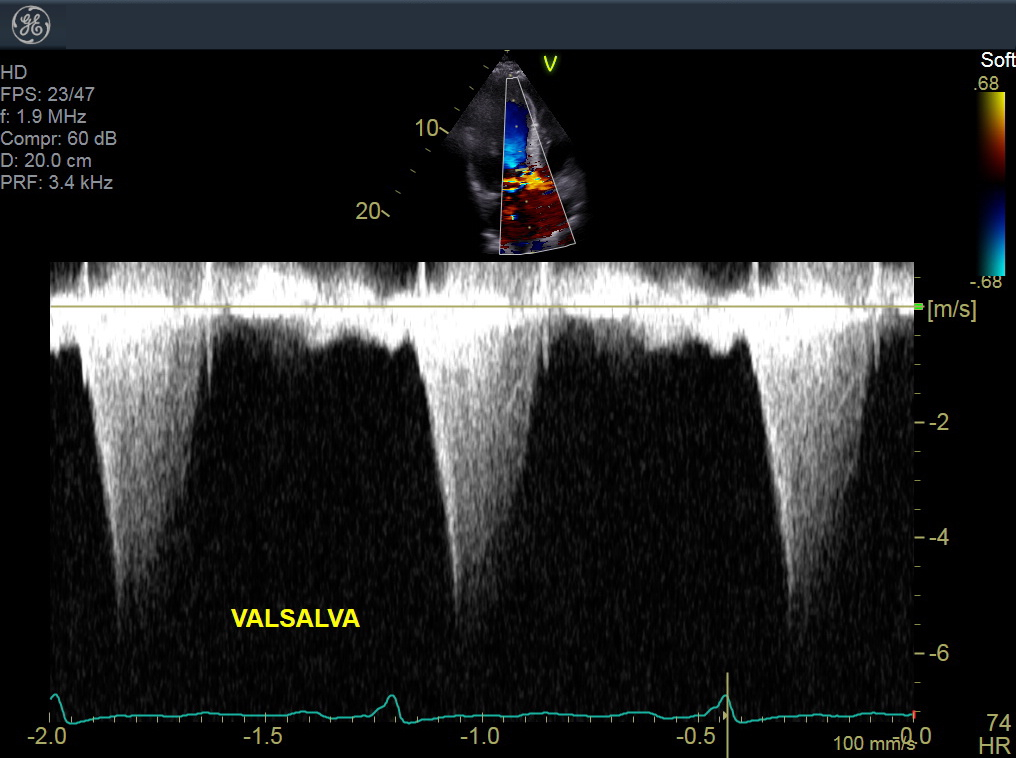 HD
FPS: 23/47
f: 1.9 MHz
Compr: 60 dB
D: 20.0 cm
PRF: 3.4 kHz
V
10
20
Soft
.68
-.68
[m/s]
-2
-4
-6
VALSALVA
-2.0
-1.5
-1.0
-0.5
0.0
100 mm/s
74
HR